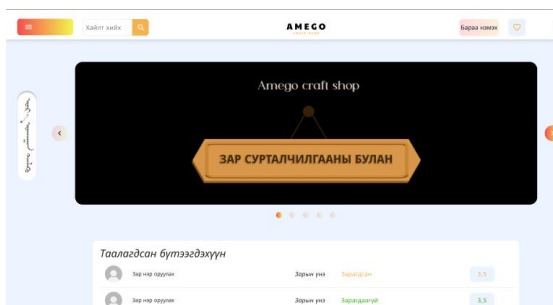 Хайлт хийх
AMEGO
Бараа нэмэх
Amego craft shop
ЗАР СУРТАЛЧИЛГААНЫ БУЛАН
Таалагдсан бүтээгдэхүүн
Зар нэр оруулах Зарын үнэ Зарагдсан 3,5
Зар нэр оруулах Зарын үнэ Зарагдаагүй 3,5